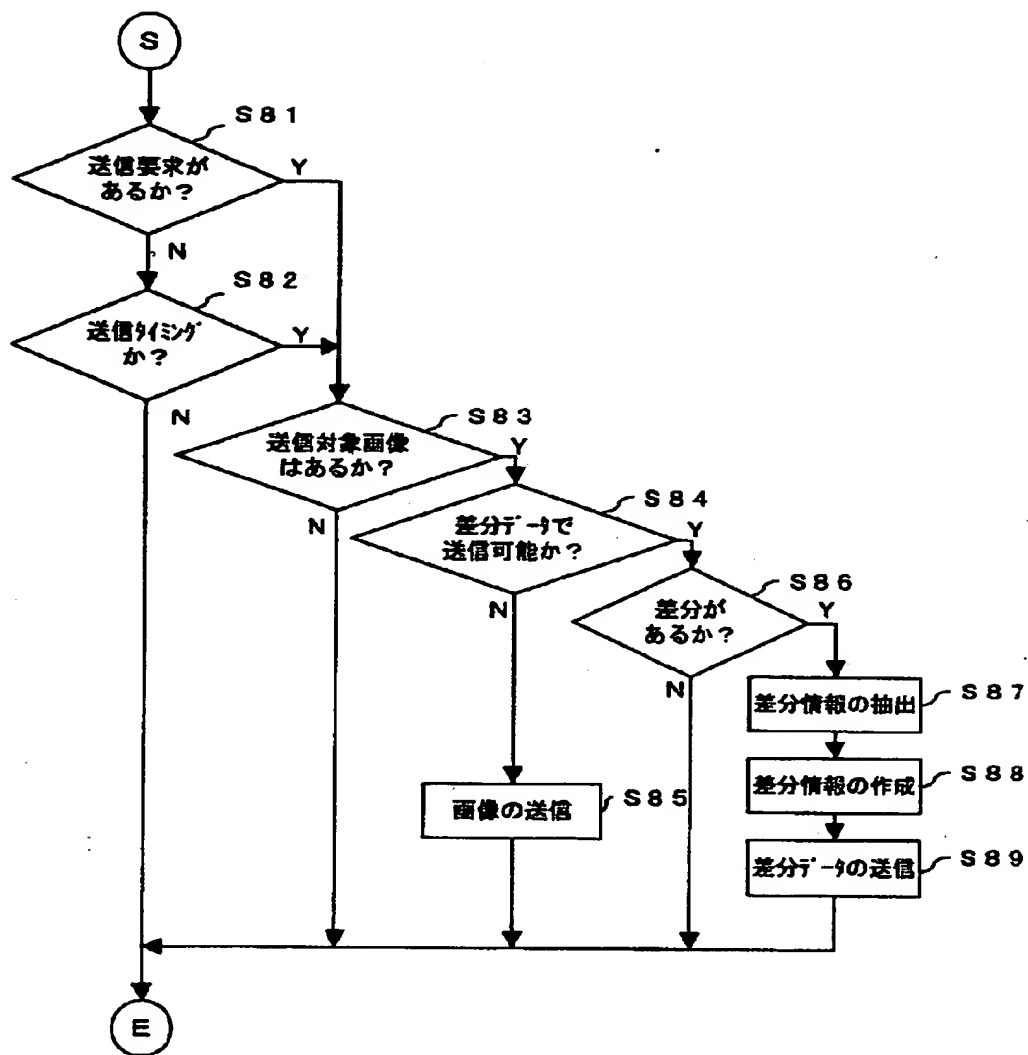 S
S81
送信要求が
あるか?
Y
N
S82
送信タイミング
か?
Y
N
S83
送信対象画像
はあるか?
Y
N
S84
差分データで
送信可能か?
Y
N
S86
差分が
あるか?
Y
N
差分情報の抽出
S87
差分情報の作成
S88
画像の送信
S85
差分データの送信
S89
E